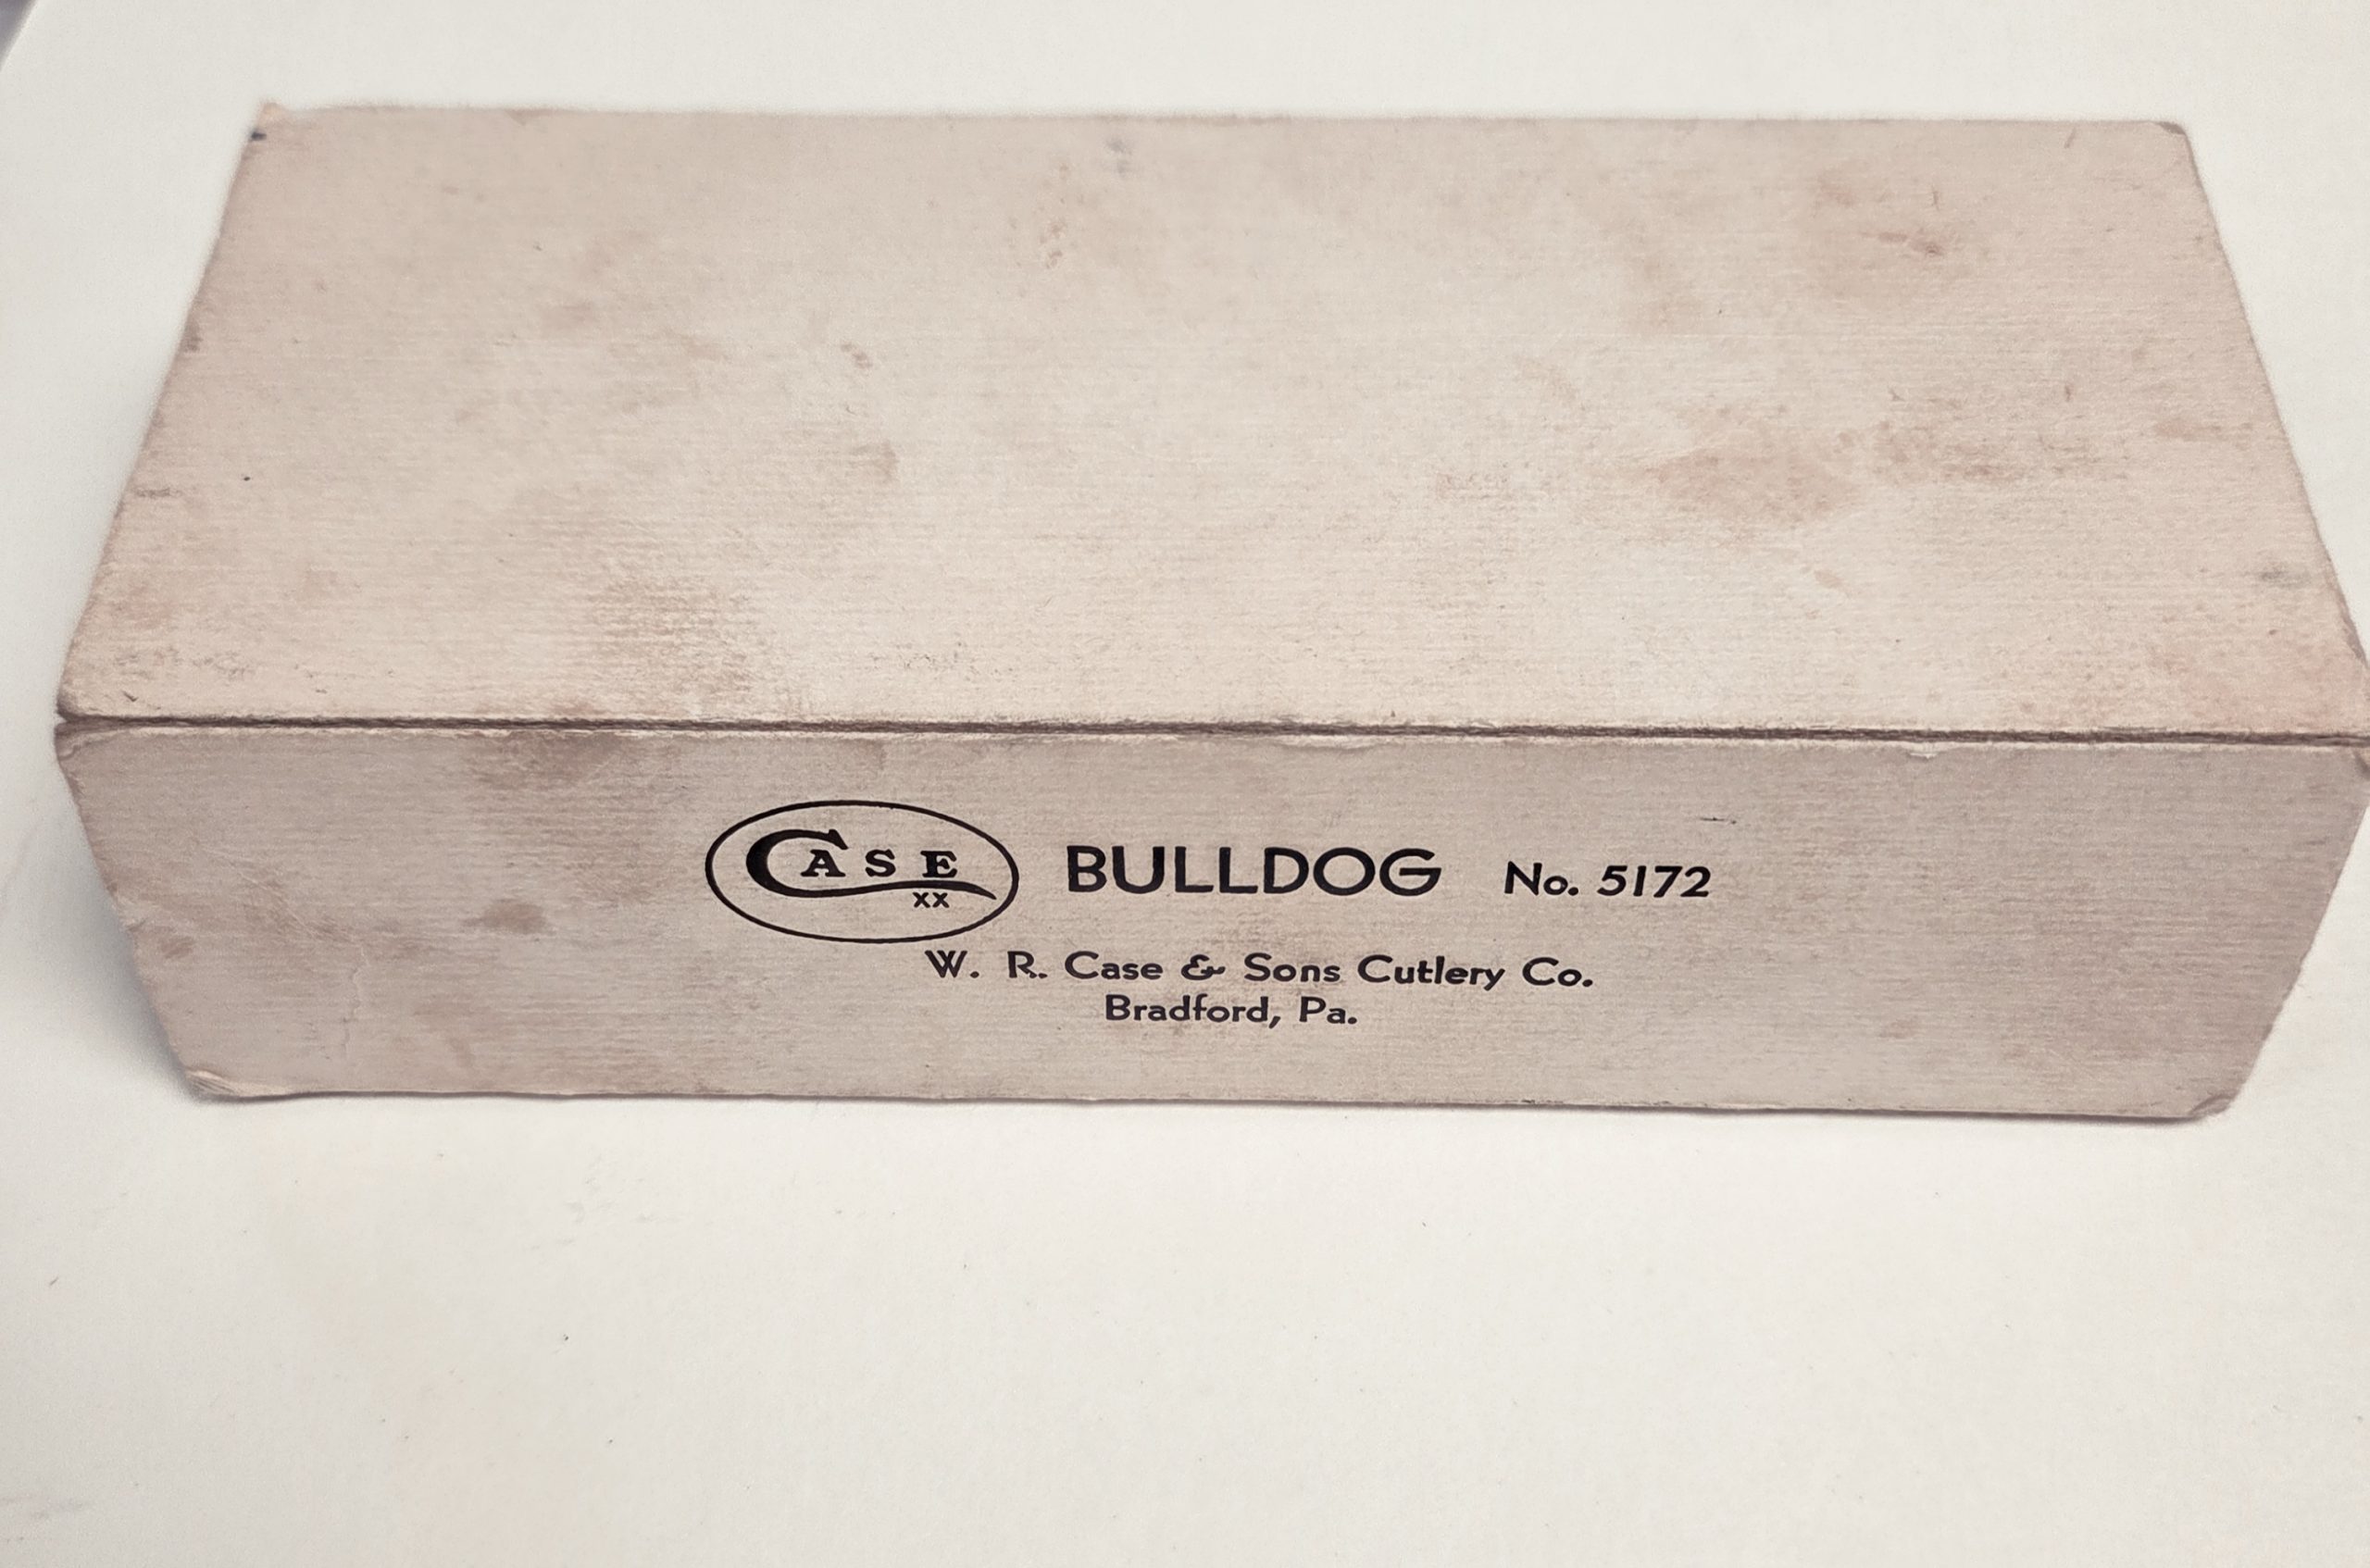 CASE XX BULLDOG No. 5172
W. R. Case & Sons Cutlery Co.
Bradford, Pa.